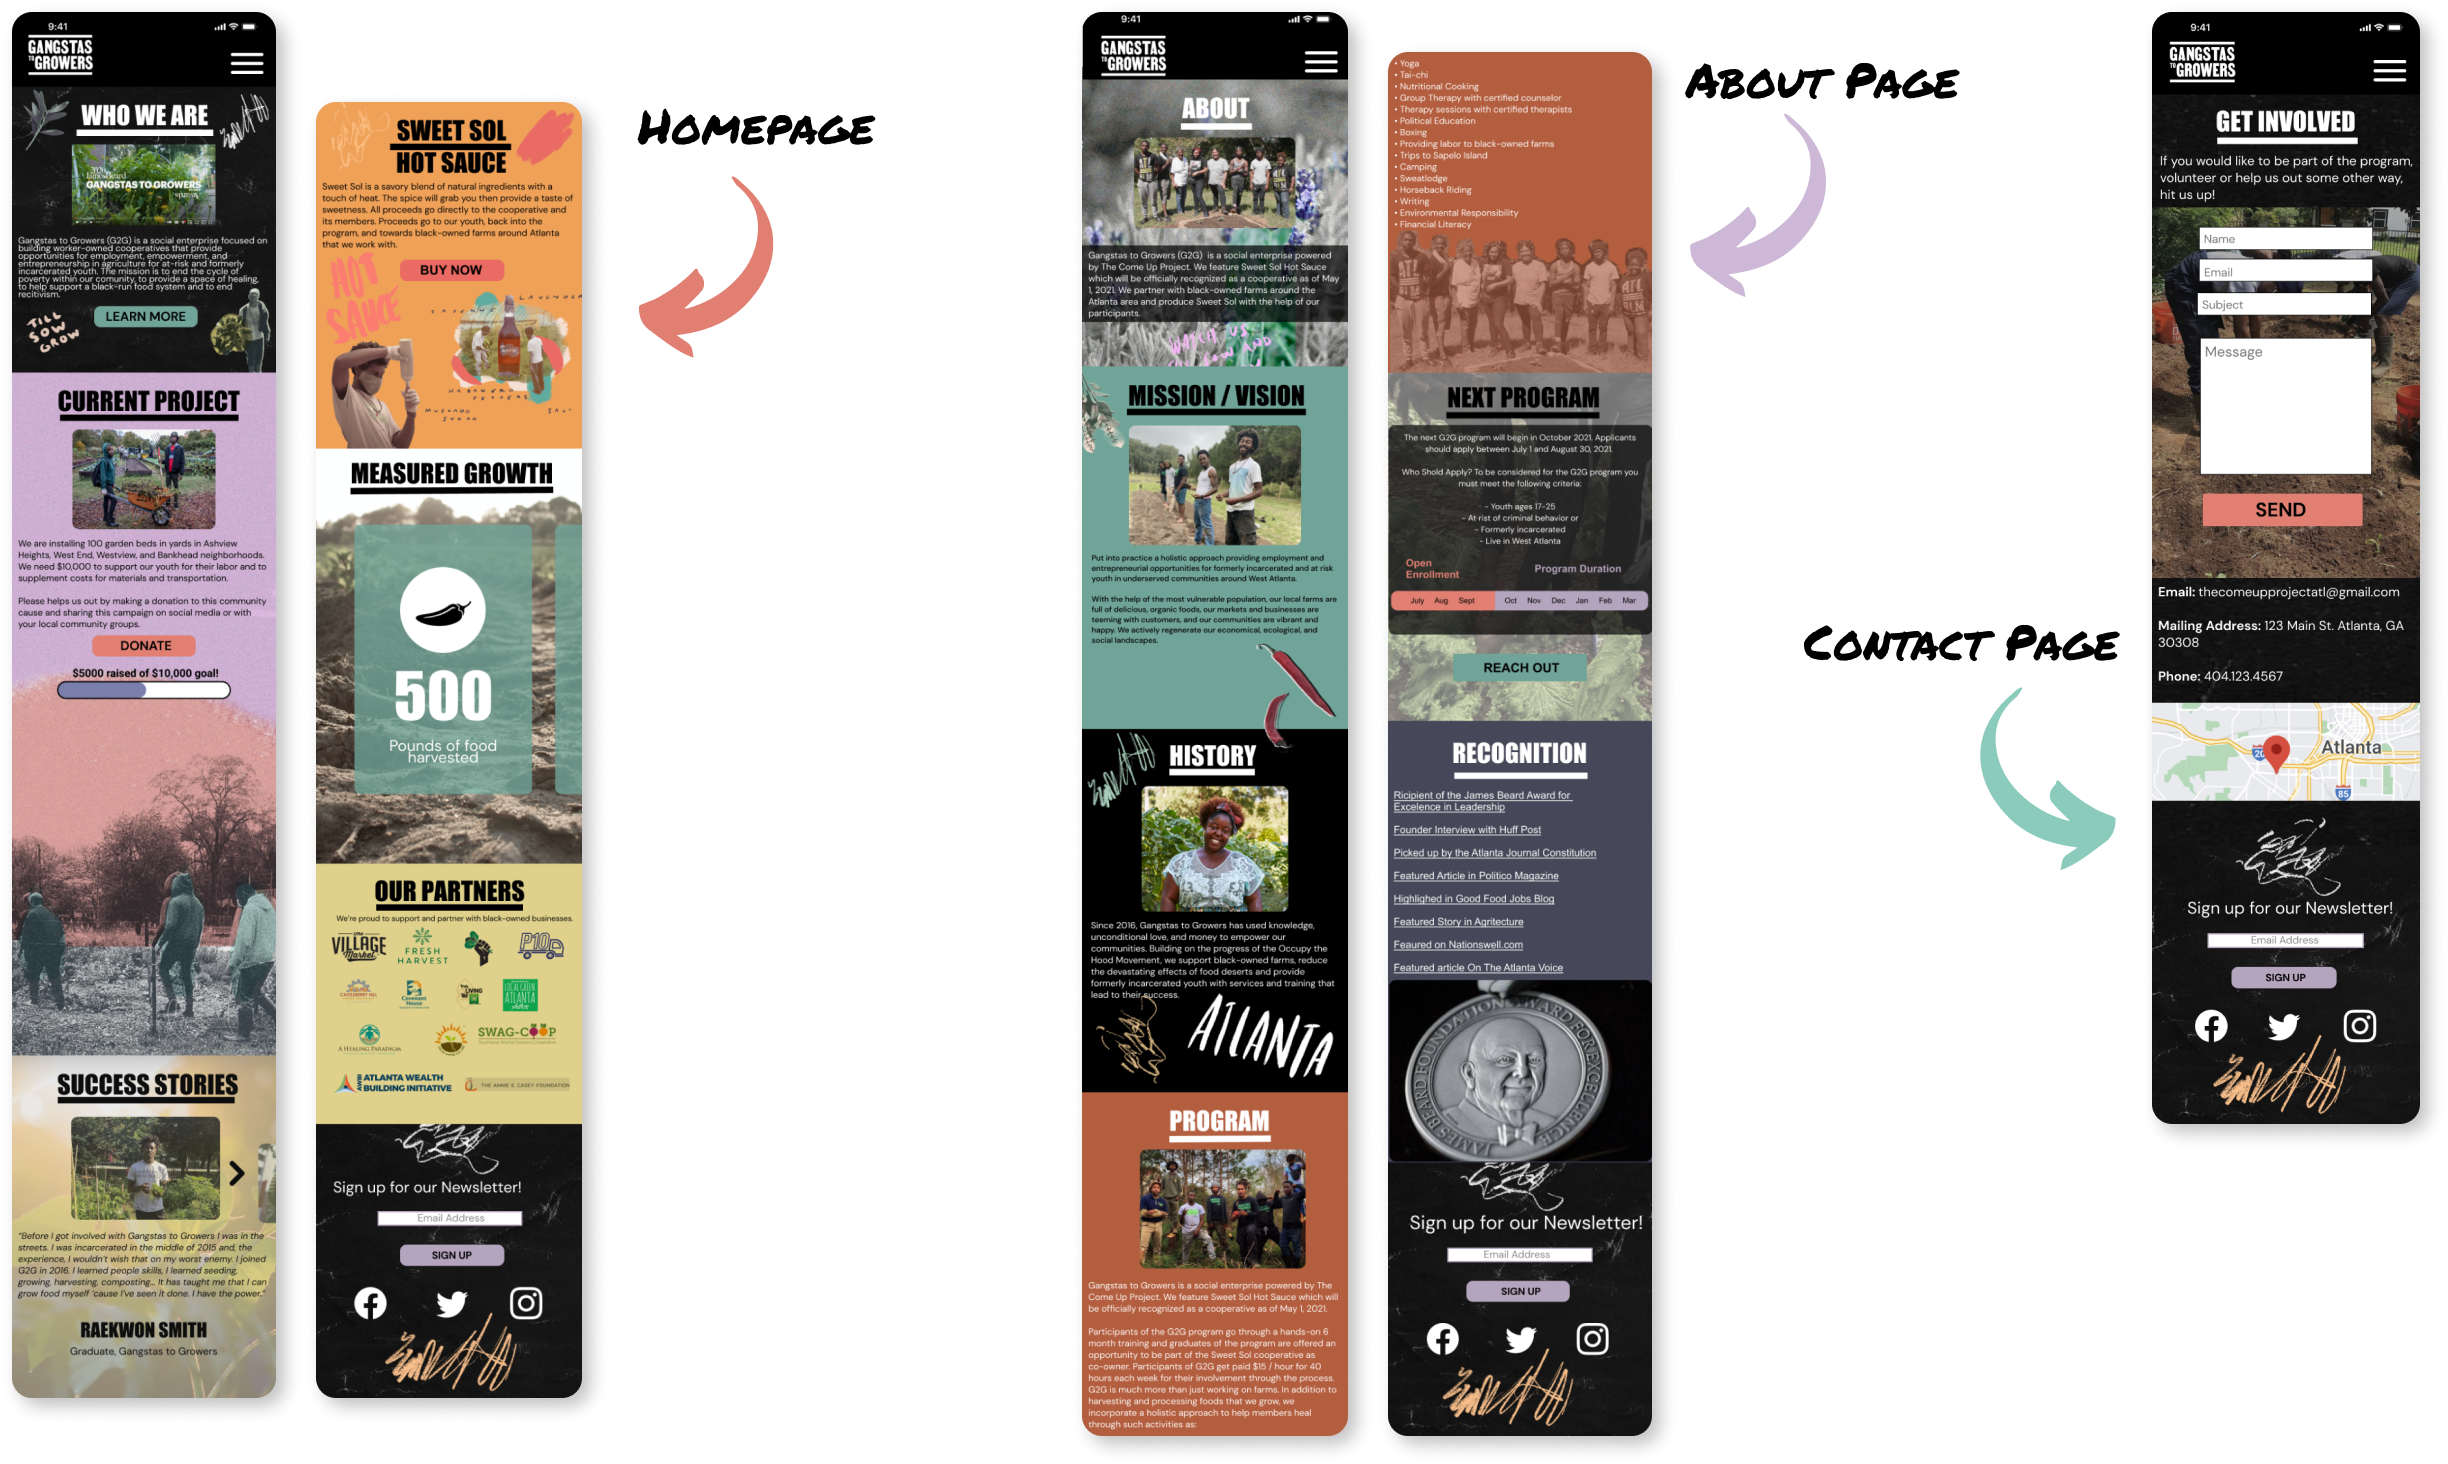 9:41
GANGSTAS
TO GROWERS
WHO WE ARE
GANGSTAS TO GROWERS
Gangstas to Growers (G2G) is a social enterprise focused on
building worker-owned cooperatives that provide
opportunities for employment, empowerment, and
entrepreneurship in agriculture for at-risk and formerly
incarcerated youth. The mission is to end the cycle of
poverty within our comunity, to provide a space of healing,
to help support a black-run food system and to end
recitivism.
TILL
SOW
GROW
LEARN MORE
CURRENT PROJECT
We are installing 100 garden beds in yards in Ashview
Heights, West End, Westview, and Bankhead neighborhoods.
We need $10,000 to support our youth for their labor and to
supplement costs for materials and transportation.
Please helps us out by making a donation to this community
cause and sharing this campaign on social media or with
your local community groups.
DONATE
$5000 raised of $10,000 goal!
SUCCESS STORIES
"Before I got involved with Gangstas to Growers I was in the
streets. I was incarcerated in the middle of 2015 and, the
experience, I wouldn't wish that on my worst enemy. I joined
G2G in 2016. I learned people skills, I learned seeding,
growing, harvesting, composting... It has taught me that I can
grow food myself 'cause I've seen it done. I have the power."
RAEKWON SMITH
Graduate, Gangstas to Growers
SWEET SOL
HOT SAUCE
Sweet Sol is a savory blend of natural ingredients with a
touch of heat. The spice will grab you then provide a taste of
sweetness. All proceeds go directly to the cooperative and
its members. Proceeds go to our youth, back into the
program, and towards black-owned farms around Atlanta
that we work with.
HOT
SAUCE
BUY NOW
LAVENDER
CAYENNE
HABANERO
PEPPERS
MUSCADO
SUGAR
SALT
MEASURED GROWTH
500
Pounds of food
harvested
OUR PARTNERS
We're proud to support and partner with black-owned businesses.
THE
VILLAGE
Market
FRESH
HARVEST
P10
CASTLEBERRY HILL
Covenant
House
THE LIVING
LOCAL GREEN
ATLANTA
A HEALING PARADIGM
SWAG-COOP
AWBI
ATLANTA WEALTH
BUILDING INITIATIVE
THE ANNIE E. CASEY FOUNDATION
Sign up for our Newsletter!
Email Address
SIGN UP
HOMEPAGE
9:41
GANGSTAS
TO GROWERS
ABOUT
Gangstas to Growers (G2G) is a social enterprise powered
by The Come Up Project. We feature Sweet Sol Hot Sauce
which will be officially recognized as a cooperative as of May
1, 2021. We partner with black-owned farms around the
Atlanta area and produce Sweet Sol with the help of our
participants.
WATCH US
SOW AND
MISSION / VISION
Put into practice a holistic approach providing employment and
entrepreneurial opportunities for formerly incarcerated and at risk
youth in underserved communities around West Atlanta.
With the help of the most vulnerable population, our local farms are
full of delicious, organic foods, our markets and businesses are
teeming with customers, and our communities are vibrant and
happy. We actively regenerate our economical, ecological, and
social landscapes.
HISTORY
Since 2016, Gangstas to Growers has used knowledge,
unconditional love, and money to empower our
communities. Building on the progress of the Occupy the
Hood Movement, we support black-owned farms, reduce
the devastating effects of food deserts and provide
formerly incarcerated youth with services and training that
lead to their success.
ATLANTA
PROGRAM
Gangstas to Growers is a social enterprise powered by The
Come Up Project. We feature Sweet Sol Hot Sauce which will
be officially recognized as a cooperative as of May 1, 2021.
Participants of the G2G program go through a hands-on 6
month training and graduates of the program are offered an
opportunity to be part of the Sweet Sol cooperative as
co-owner. Participants of G2G get paid $15 / hour for 40
hours each week for their involvement through the process.
G2G is much more than just working on farms. In addition to
harvesting and processing foods that we grow, we
incorporate a holistic approach to help members heal
through such activities as:
• Yoga
• Tai-chi
• Nutritional Cooking
• Group Therapy with certified counselor
• Therapy sessions with certified therapists
• Political Education
• Boxing
• Providing labor to black-owned farms
• Trips to Sapelo Island
• Camping
• Sweatlodge
• Horseback Riding
• Writing
• Environmental Responsibility
• Financial Literacy
NEXT PROGRAM
The next G2G program will begin in October 2021. Applicants
should apply between July 1 and August 30, 2021.
Who Shold Apply? To be considered for the G2G program you
must meet the following criteria:
- Youth ages 17-25
- At rist of criminal behavior or
- Formerly incarcerated
- Live in West Atlanta
Open
Enrollment
Program Duration
July Aug Sept Oct Nov Dec Jan Feb Mar
REACH OUT
RECOGNITION
Ricipient of the James Beard Award for
Excellence in Leadership
Founder Interview with Huff Post
Picked up by the Atlanta Journal Constitution
Featured Article in Politico Magazine
Highlighed in Good Food Jobs Blog
Featured Story in Agritecture
Feaured on Nationswell.com
Featured article On The Atlanta Voice
JAMES BEARD FOUNDATION AWARD FOR EXCELLENCE
Sign up for our Newsletter!
Email Address
SIGN UP
ABOUT PAGE
CONTACT PAGE
9:41
GANGSTAS
TO GROWERS
GET INVOLVED
If you would like to be part of the program,
volunteer or help us out some other way,
hit us up!
Name
Email
Subject
Message
SEND
Email: thecomeupprojectatl@gmail.com
Mailing Address: 123 Main St. Atlanta, GA
30308
Phone: 404.123.4567
Atlanta
20
85
Sign up for our Newsletter!
Email Address
SIGN UP